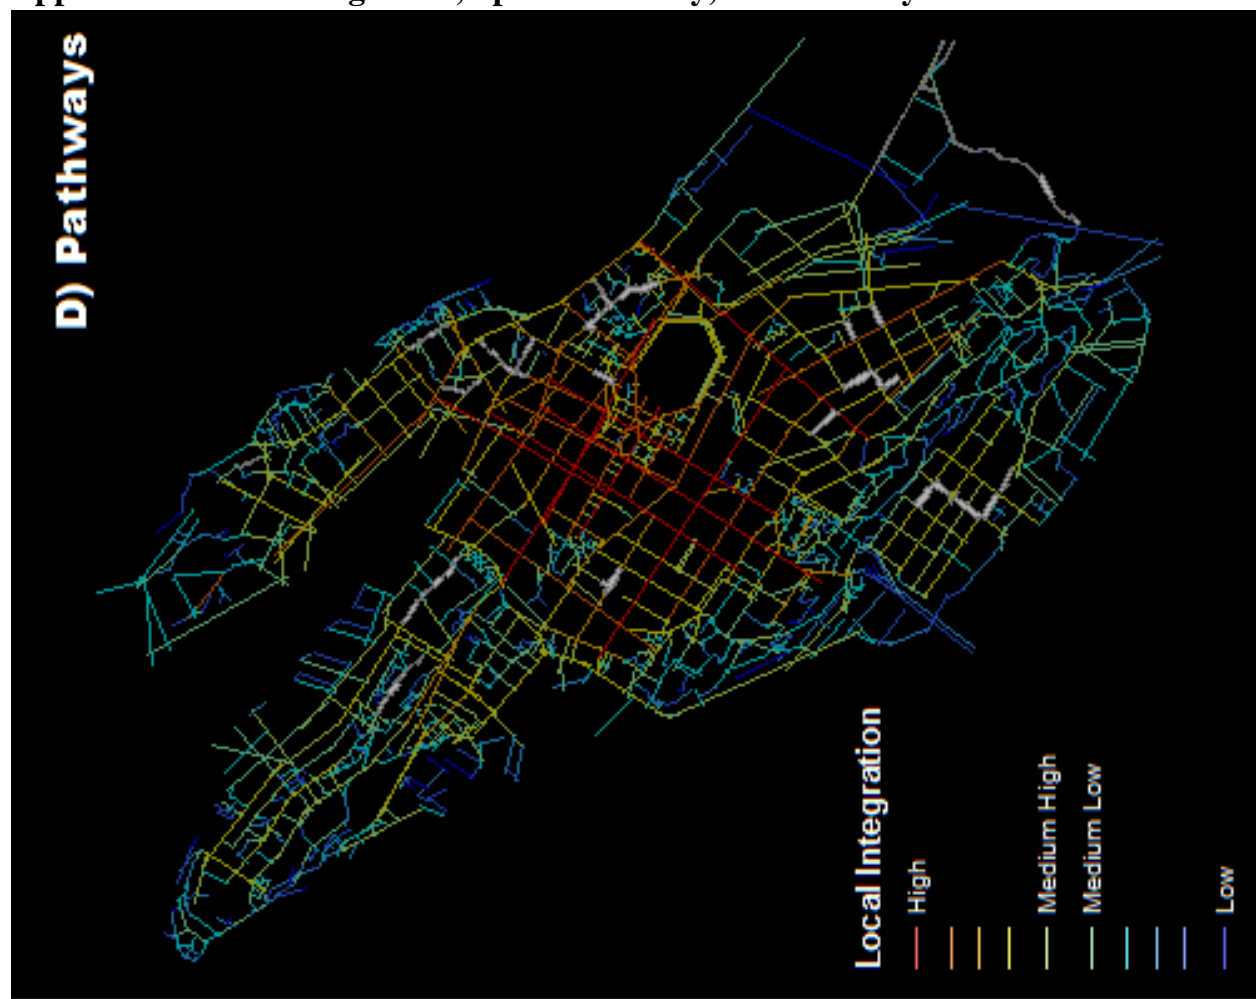 D) Pathways
Local Integration
High
Medium High
Medium Low
Low